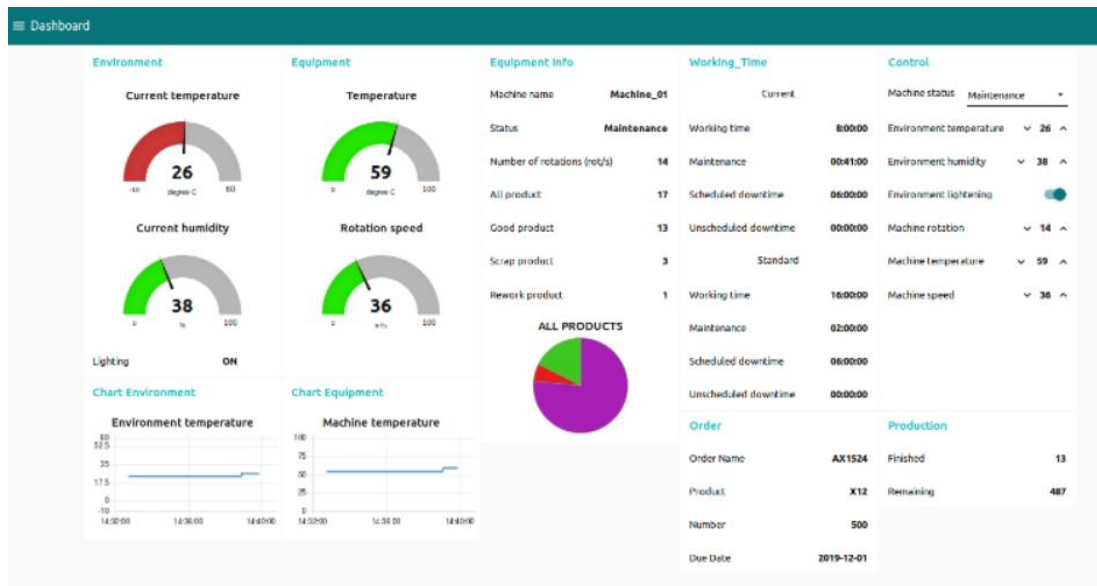 Dashboard
Environment
Current temperature
26
degree C
-10
60
Current humidity
38
%
0
100
Lighting ON
Chart Environment
Environment temperature
60
52.5
35
17.5
0
-10
14:32:00 14:36:00 14:40:00
Equipment
Temperature
59
degree C
0
100
Rotation speed
36
m/s
0
100
Chart Equipment
Machine temperature
100
75
50
25
0
14:32:00 14:36:00 14:40:00
Equipment Info
Machine name Machine_01
Status Maintenance
Number of rotations (rot/s) 14
All product 17
Good product 13
Scrap product 3
Rework product 1
ALL PRODUCTS
Working_Time
Current
Working time 8:00:00
Maintenance 00:41:00
Scheduled downtime 06:00:00
Unscheduled downtime 00:00:00
Standard
Working time 16:00:00
Maintenance 02:00:00
Scheduled downtime 06:00:00
Unscheduled downtime 00:00:00
Order
Order Name AX1524
Product X12
Number 500
Due Date 2019-12-01
Control
Machine status Maintenance
Environment temperature 26
Environment humidity 38
Environment lightening
Machine rotation 14
Machine temperature 59
Machine speed 36
Production
Finished 13
Remaining 487